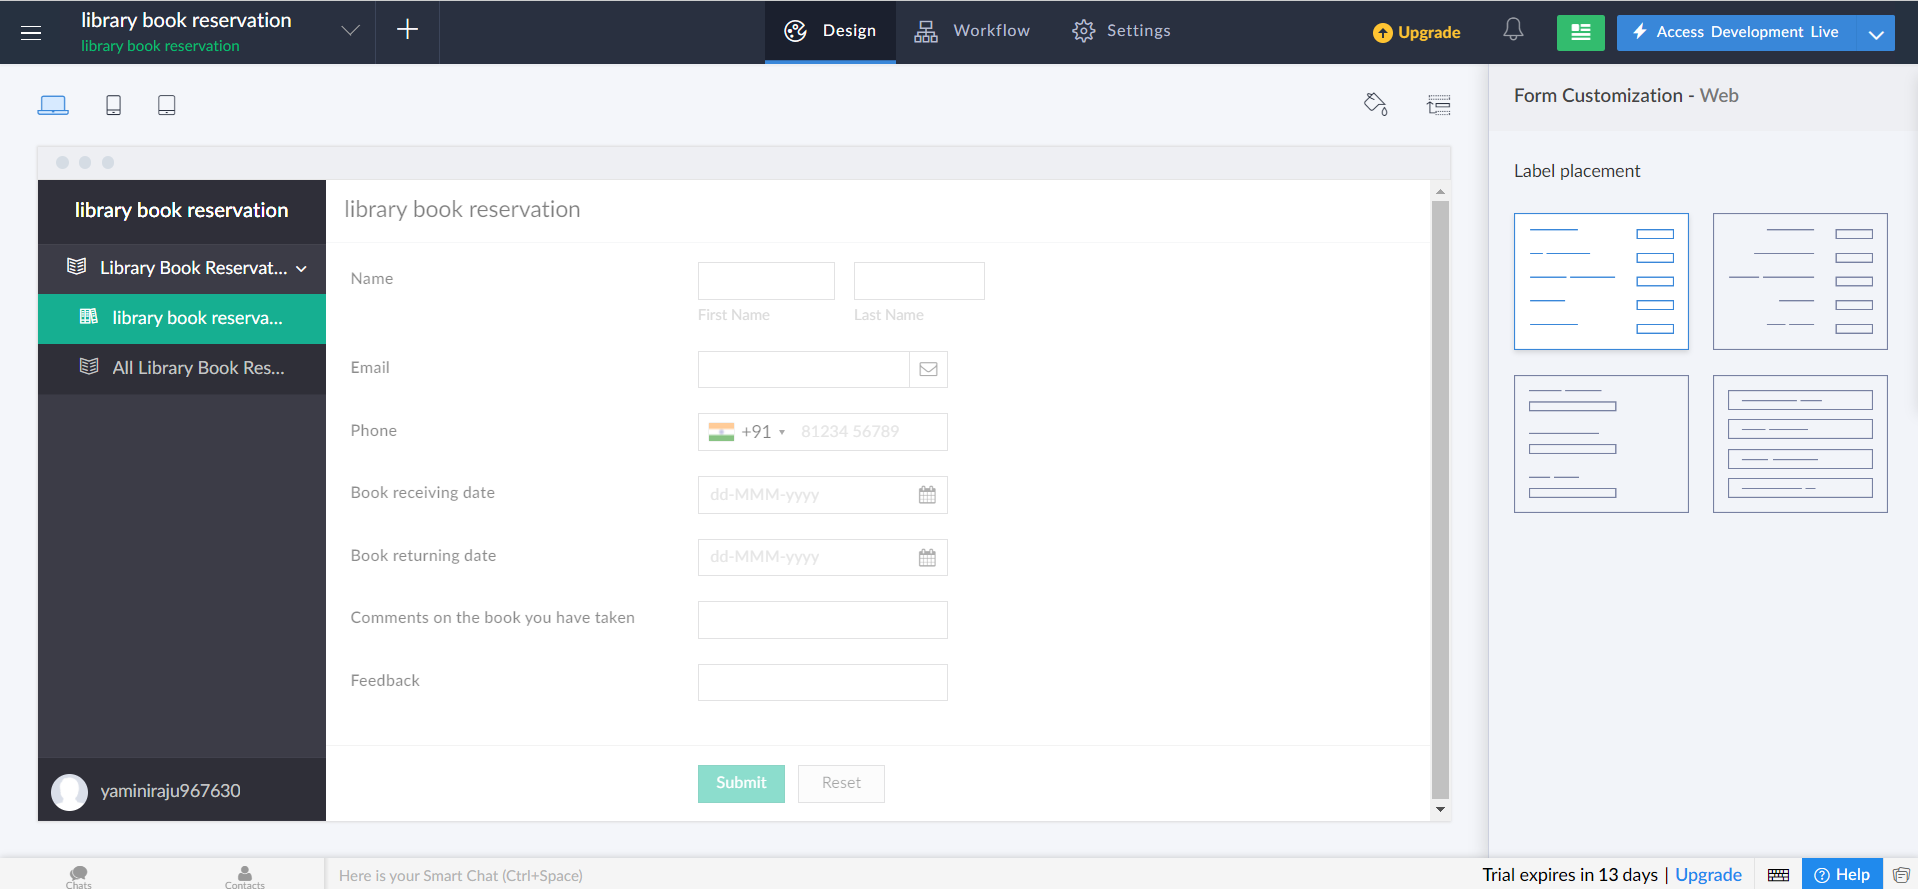 library book reservation
library book reservation
Design
Workflow
Settings
Upgrade
Access Development Live
Form Customization - Web
Label placement
library book reservation
Library Book Reservat...
library book reserva...
All Library Book Res...
yaminiraju967630
library book reservation
Name
First Name
Last Name
Email
Phone
+91
81234 56789
Book receiving date
dd-MMM-yyyy
Book returning date
dd-MMM-yyyy
Comments on the book you have taken
Feedback
Submit
Reset
Chats
Contacts
Here is your Smart Chat (Ctrl+Space)
Trial expires in 13 days | Upgrade
Help